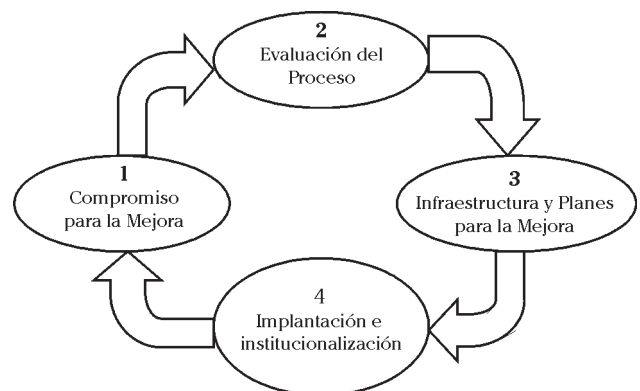 1
Compromiso
para la Mejora
2
Evaluación del
Proceso
3
Infraestructura y Planes
para la Mejora
4
Implantación e
institucionalización